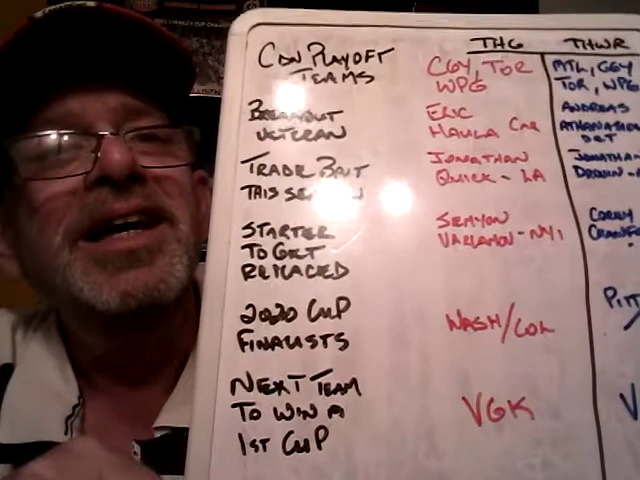 THG THWR
CDN PLAYOFF TEAMS
CGY, TOR WPG
MTL, CGY TOR, WPG
BREAKOUT VETERAN
ERIC HAULA CAR
ANDREAS ATHANASIOU DET
TRADE BAIT THIS SEASON
JONATHAN QUICK - LA
JONATHAN DROUIN
STARTER TO GET REPLACED
SEMYON VARLAMOV - NYI
COREY CRAWFO
2020 CUP FINALISTS
WASH/COL
PITT/
NEXT TEAM TO WIN A 1ST CUP
VGK
V